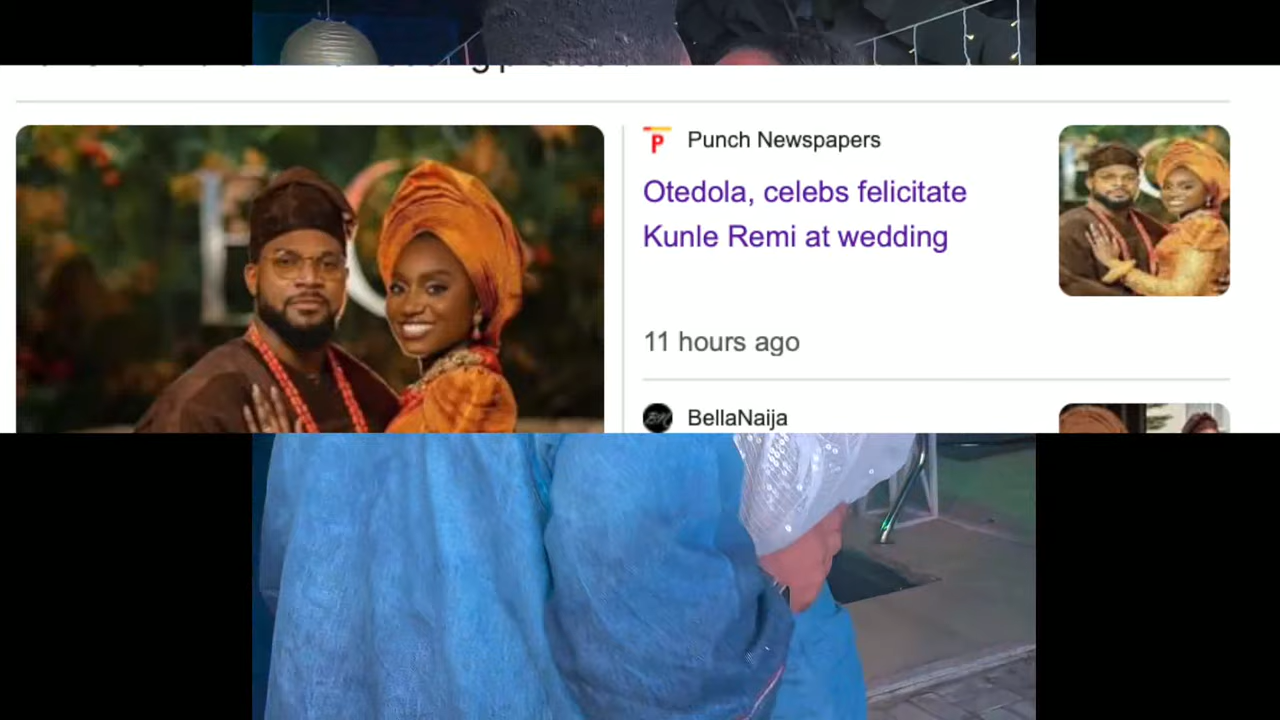 Punch Newspapers
Otedola, celebs felicitate
Kunle Remi at wedding
11 hours ago
BellaNaija